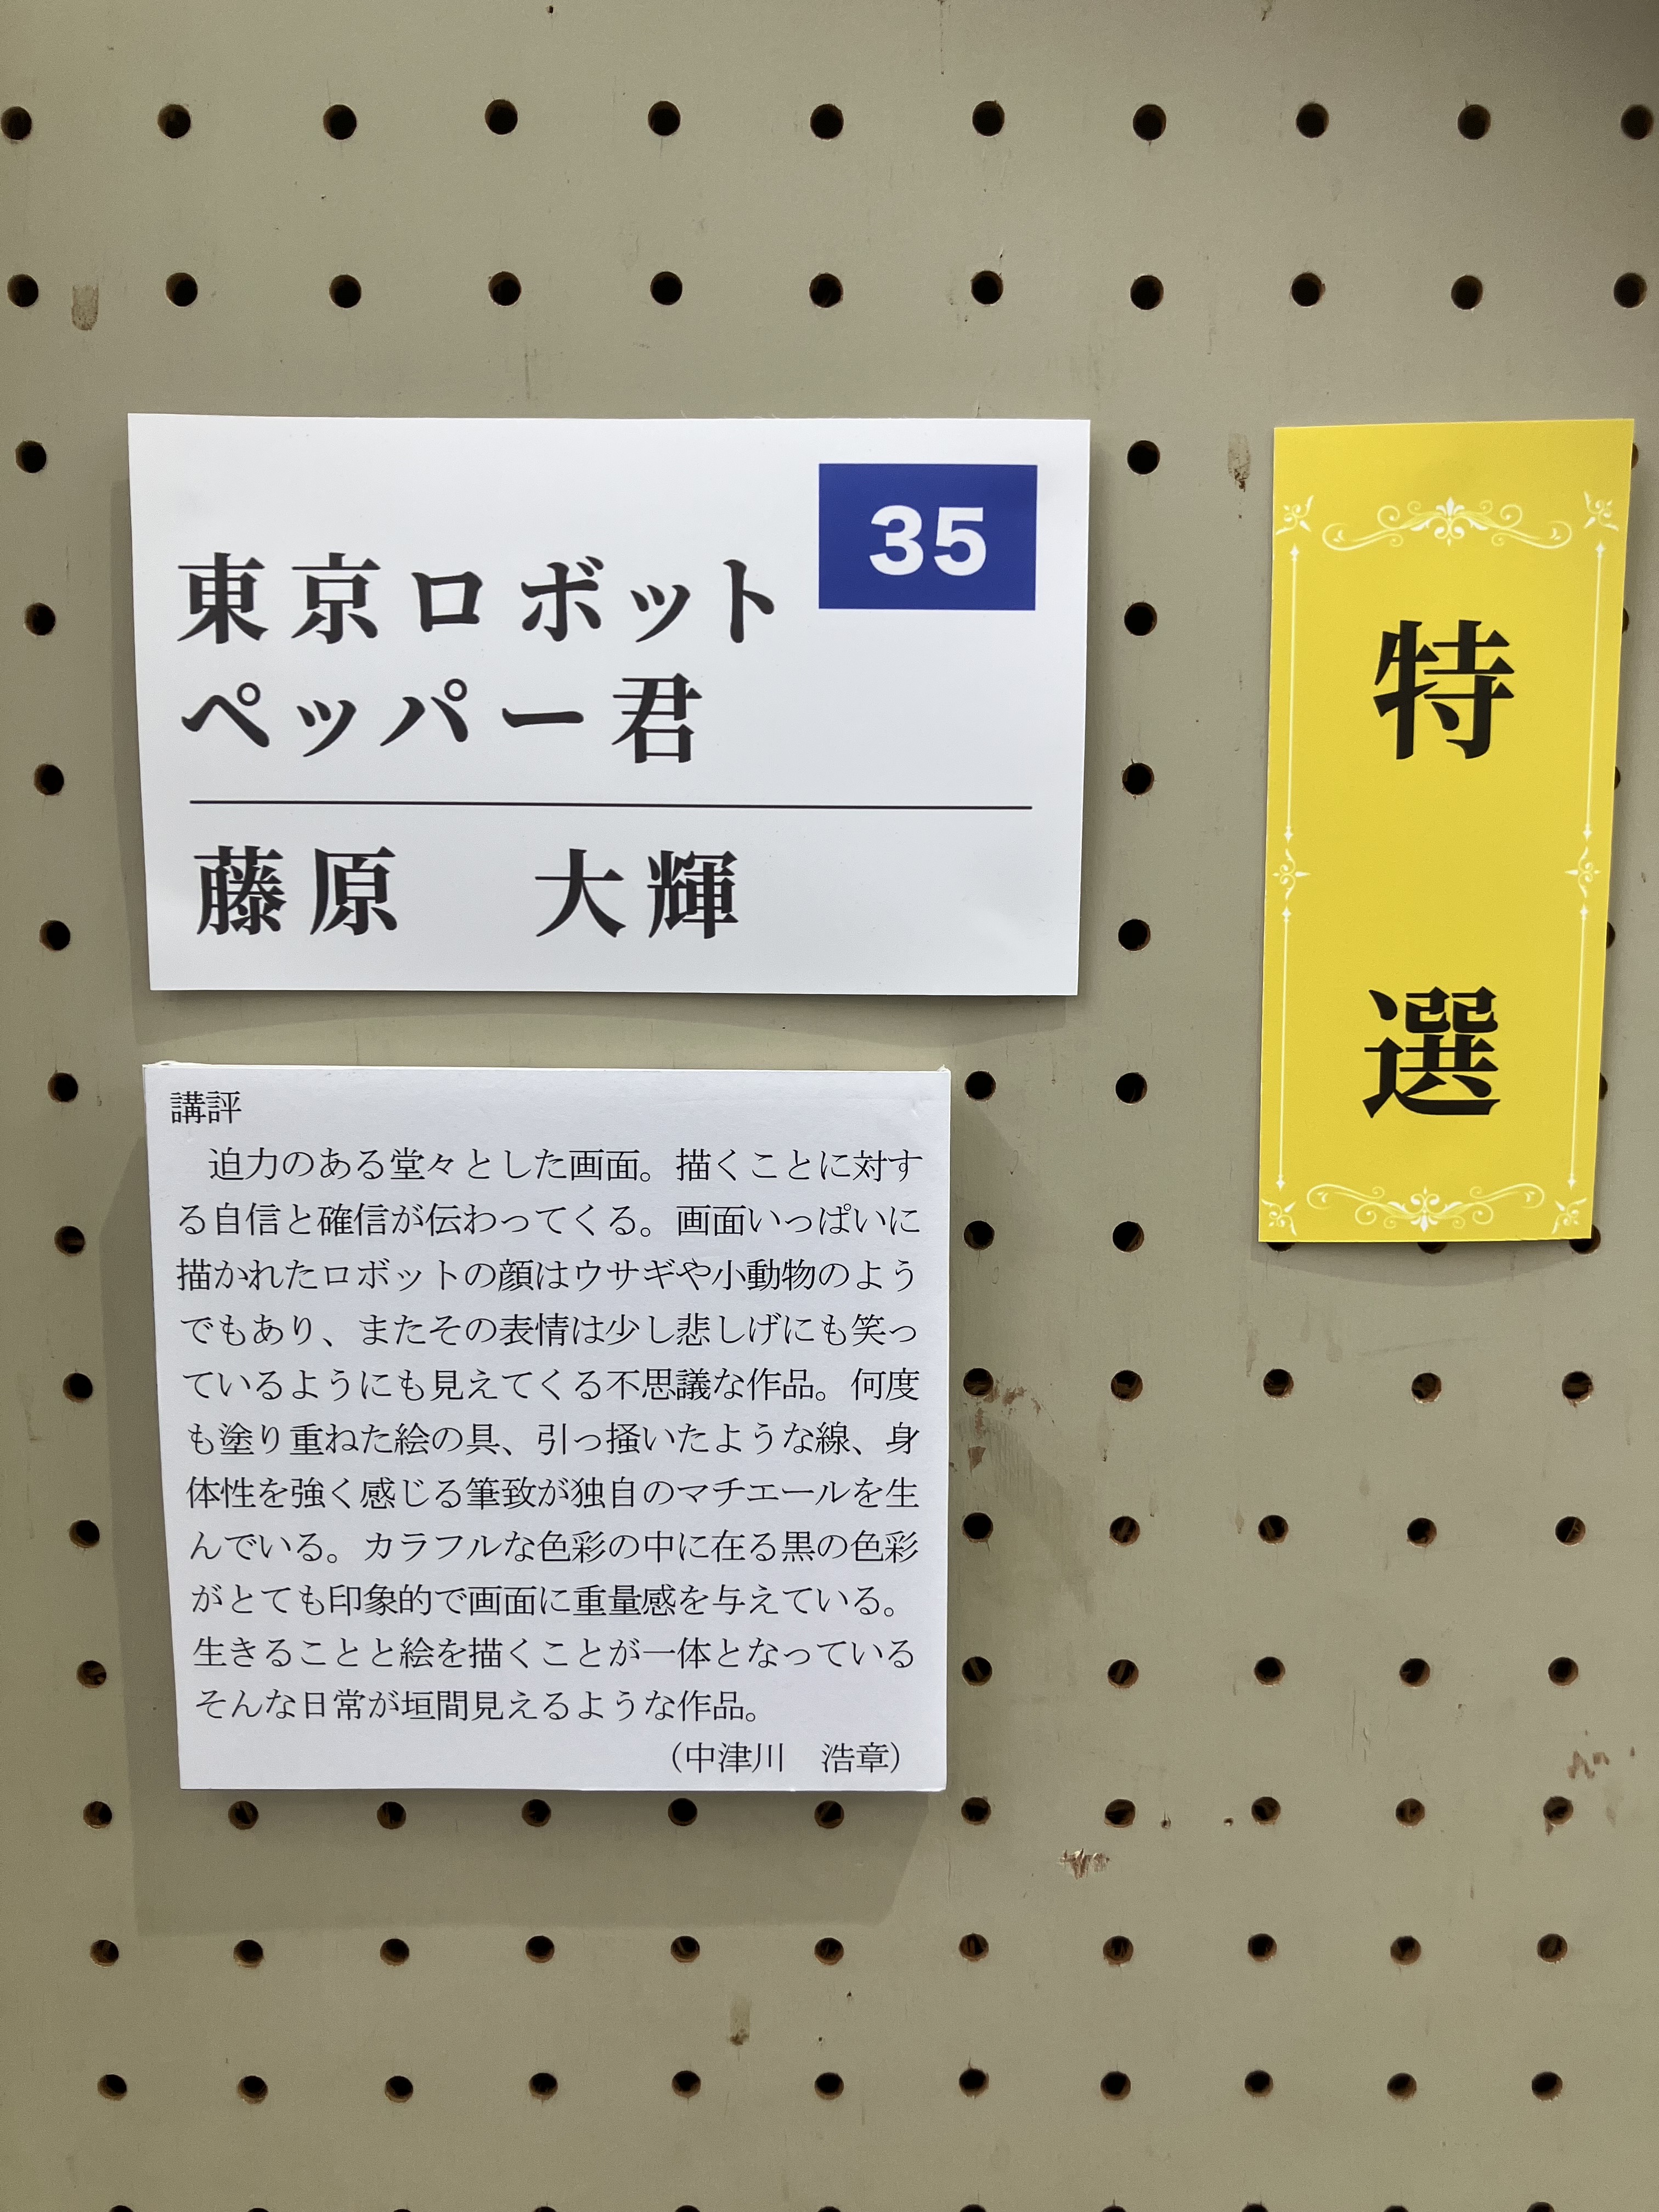 35
東京ロボット
ペッパー君
藤原　大輝
特選
講評
　迫力のある堂々とした画面。描くことに対す
る自信と確信が伝わってくる。画面いっぱいに
描かれたロボットの顔はウサギや小動物のよう
でもあり、またその表情は少し悲しげにも笑っ
ているようにも見えてくる不思議な作品。何度
も塗り重ねた絵の具、引っ掻いたような線、身
体性を強く感じる筆致が独自のマチエールを生
んでいる。カラフルな色彩の中に在る黒の色彩
がとても印象的で画面に重量感を与えている。
生きることと絵を描くことが一体となっている
そんな日常が垣間見えるような作品。
（中津川　浩章）